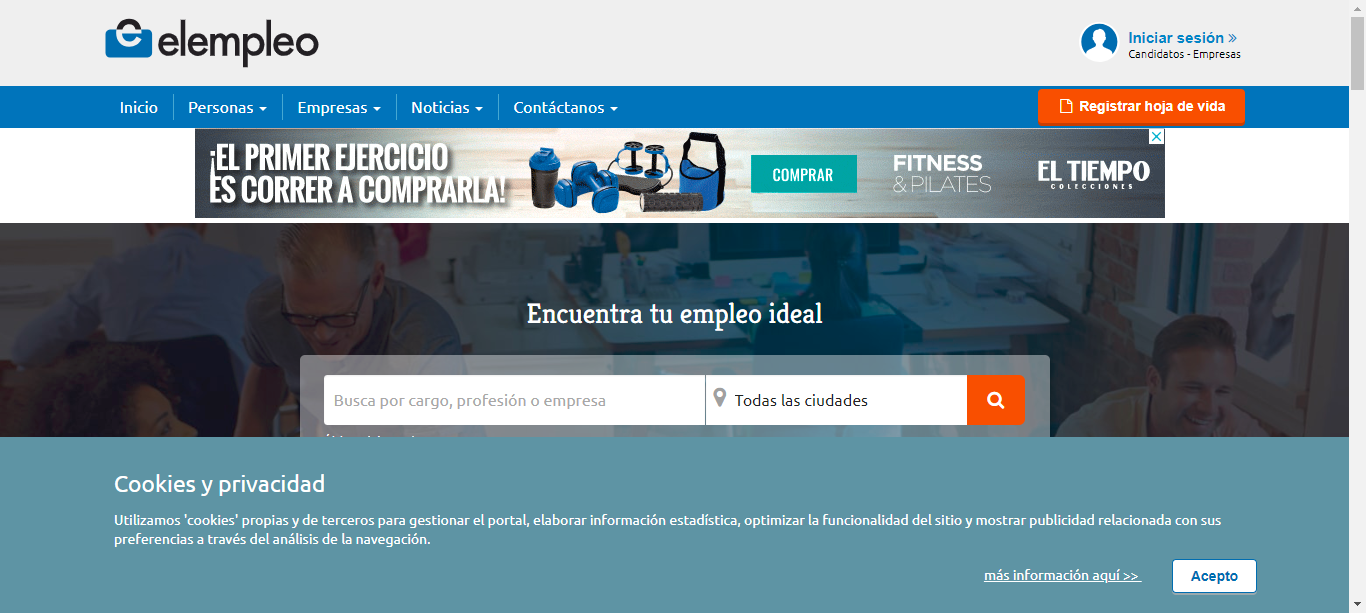 elempleo
Iniciar sesión »
Candidatos - Empresas
Inicio
Personas
Empresas
Noticias
Contáctanos
Registrar hoja de vida
¡EL PRIMER EJERCICIO
ES CORRER A COMPRARLA!
COMPRAR
FITNESS
& PILATES
EL TIEMPO
COLECCIONES
Encuentra tu empleo ideal
Busca por cargo, profesión o empresa
Todas las ciudades
Cookies y privacidad
Utilizamos 'cookies' propias y de terceros para gestionar el portal, elaborar información estadística, optimizar la funcionalidad del sitio y mostrar publicidad relacionada con sus
preferencias a través del análisis de la navegación.
más información aquí >>
Acepto